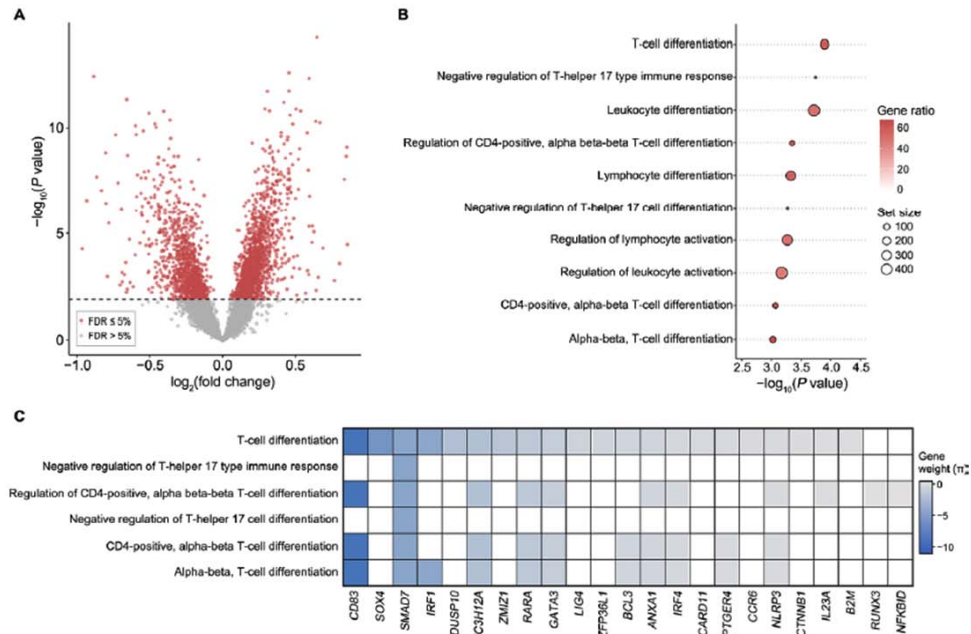 A
−log10(P value)
10
5
0
FDR ≤ 5%
FDR > 5%
−1.0
−0.5
0.0
0.5
log2(fold change)
B
T-cell differentiation
Negative regulation of T-helper 17 type immune response
Leukocyte differentiation
Regulation of CD4-positive, alpha beta-beta T-cell differentiation
Lymphocyte differentiation
Negative regulation of T-helper 17 cell differentiation
Regulation of lymphocyte activation
Regulation of leukocyte activation
CD4-positive, alpha-beta T-cell differentiation
Alpha-beta, T-cell differentiation
2.5 3.0 3.5 4.0 4.5
−log10(P value)
Gene ratio
60
40
20
0
Set size
100
200
300
400
C
T-cell differentiation
Negative regulation of T-helper 17 type immune response
Regulation of CD4-positive, alpha beta-beta T-cell differentiation
Negative regulation of T-helper 17 cell differentiation
CD4-positive, alpha-beta T-cell differentiation
Alpha-beta, T-cell differentiation
CD83
SOX4
SMAD7
IRF1
DUSP10
C3H12A
ZMIZ1
RARA
GATA3
LIG4
ZFP36L1
BCL3
ANXA1
IRF4
CARD11
PTGER4
CCR6
NLRP3
CTNNB1
IL23A
B2M
RUNX3
NFKBID
Gene
weight
0
−5
−10